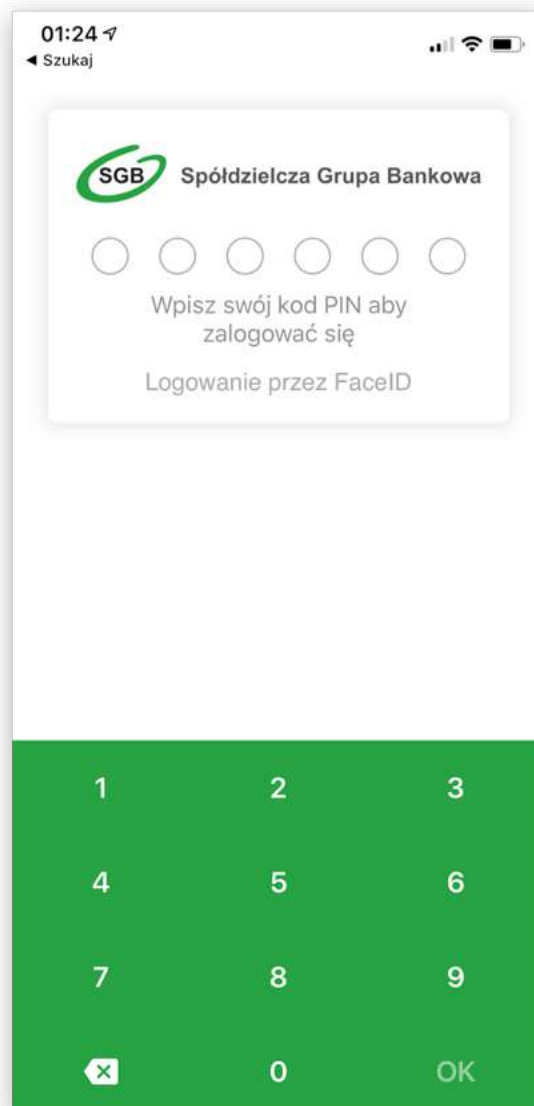 01:24
◀ Szukaj
SGB Spółdzielcza Grupa Bankowa
Wpisz swój kod PIN aby
zalogować się
Logowanie przez FaceID
1 2 3
4 5 6
7 8 9
0 OK